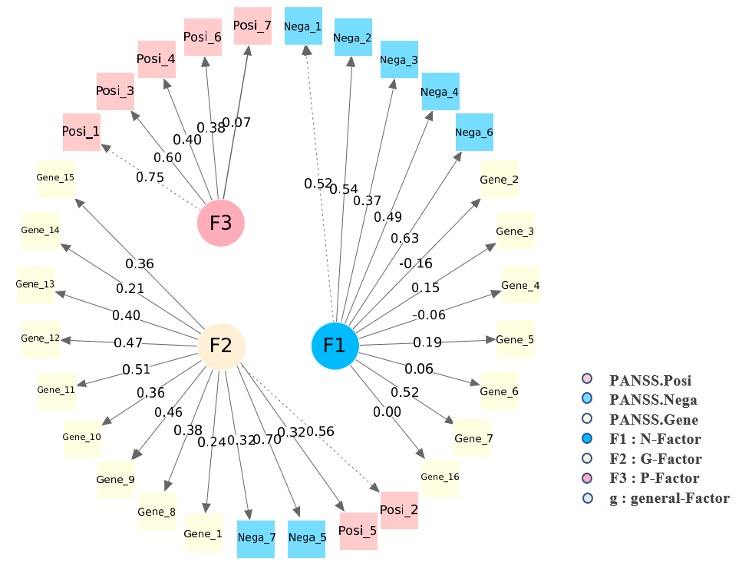 Posi_7
Nega_1
Posi_6
Nega_2
Posi_4
Nega_3
Posi_3
Nega_4
Posi_1
Nega_6
0.07
0.38
0.40
0.60
0.75
0.52
0.54
0.37
0.49
0.63
-0.16
0.15
-0.06
0.19
0.06
0.52
0.00
F3
F1
F2
Gene_15
Gene_14
Gene_13
Gene_12
Gene_11
Gene_10
Gene_9
Gene_8
Gene_1
Nega_7
Nega_5
Posi_5
Posi_2
0.36
0.21
0.40
0.47
0.51
0.36
0.46
0.38
0.24
0.32
0.70
0.32
0.56
Gene_2
Gene_3
Gene_4
Gene_5
Gene_6
Gene_7
Gene_16
PANSS.Posi
PANSS.Nega
PANSS.Gene
F1 : N-Factor
F2 : G-Factor
F3 : P-Factor
g : general-Factor